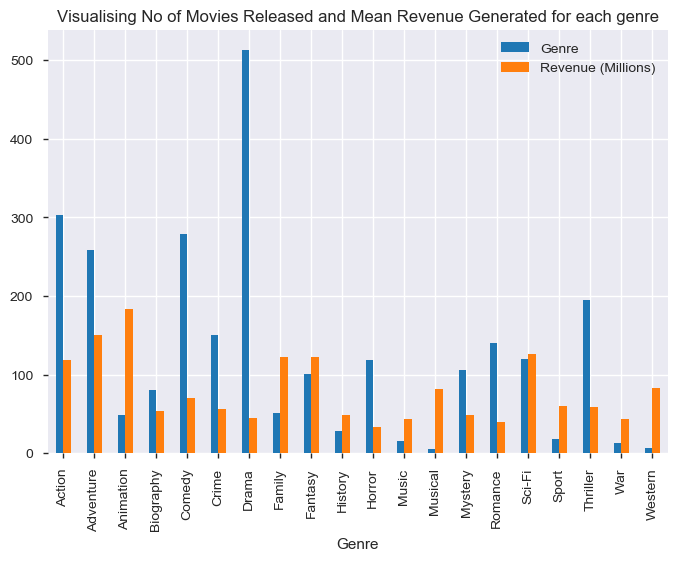 Visualising No of Movies Released and Mean Revenue Generated for each genre
Genre
Revenue (Millions)
500
400
300
200
100
0
Action
Adventure
Animation
Biography
Comedy
Crime
Drama
Family
Fantasy
History
Horror
Music
Musical
Mystery
Romance
Sci-Fi
Sport
Thriller
War
Western
Genre